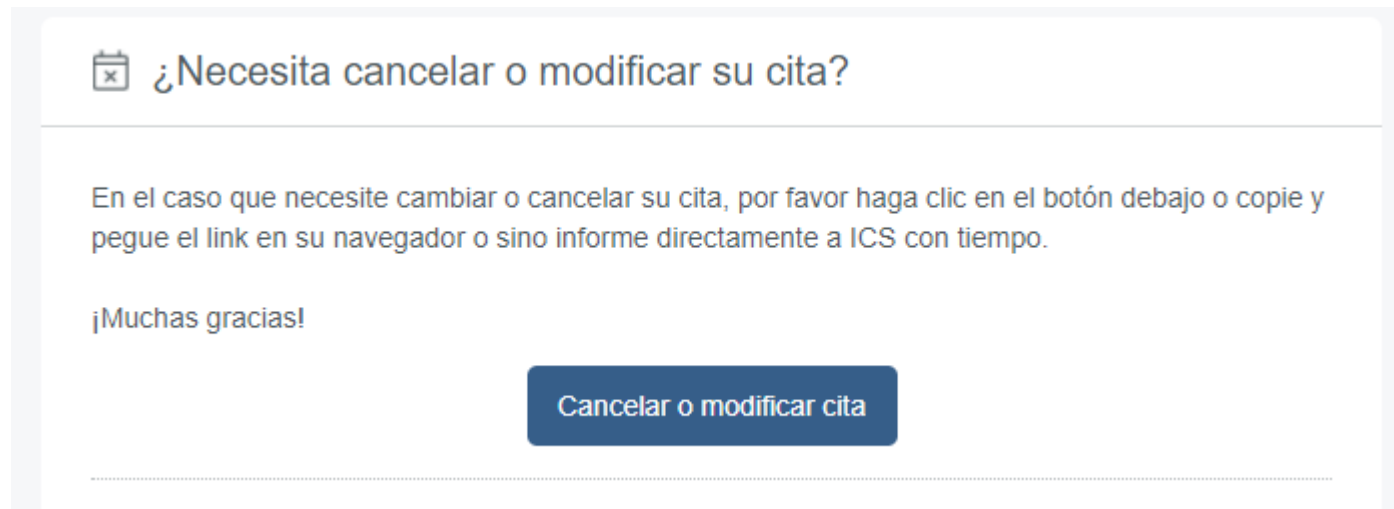 ¿Necesita cancelar o modificar su cita?
En el caso que necesite cambiar o cancelar su cita, por favor haga clic en el botón debajo o copie y
pegue el link en su navegador o sino informe directamente a ICS con tiempo.
¡Muchas gracias!
Cancelar o modificar cita